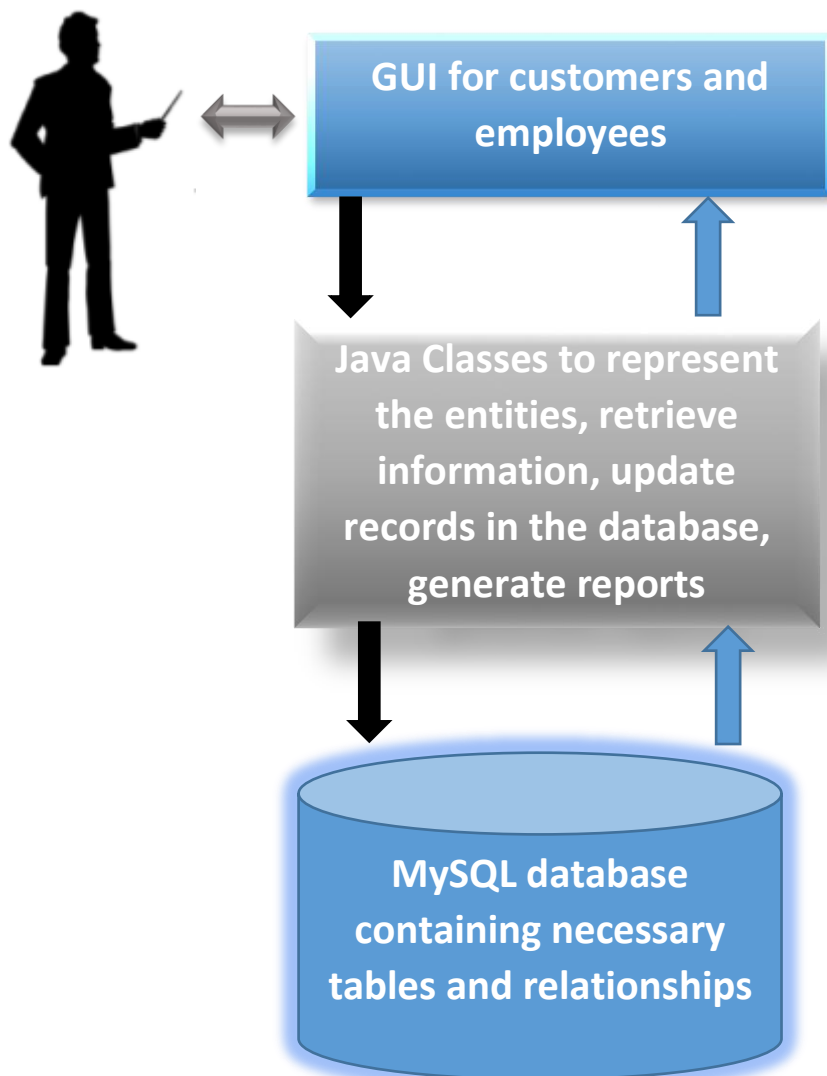 GUI for customers and
employees
Java Classes to represent
the entities, retrieve
information, update
records in the database,
generate reports
MySQL database
containing necessary
tables and relationships